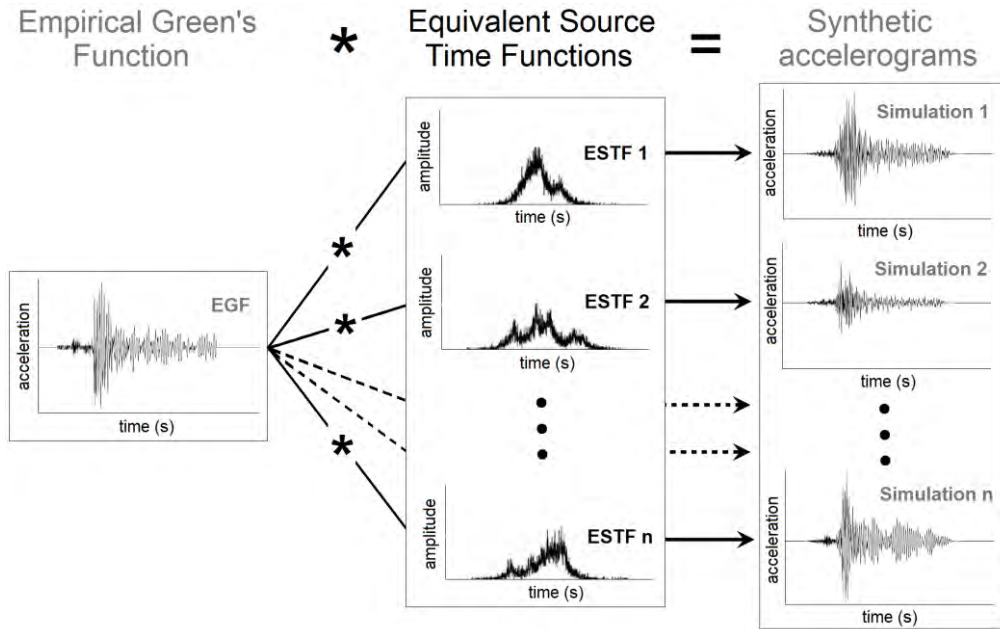 Empirical Green's
Function
*
Equivalent Source
Time Functions
=
Synthetic
accelerograms
EGF
acceleration
time (s)
*
*
*
ESTF 1
amplitude
time (s)
ESTF 2
amplitude
time (s)
ESTF n
amplitude
time (s)
Simulation 1
acceleration
time (s)
Simulation 2
acceleration
time (s)
Simulation n
acceleration
time (s)